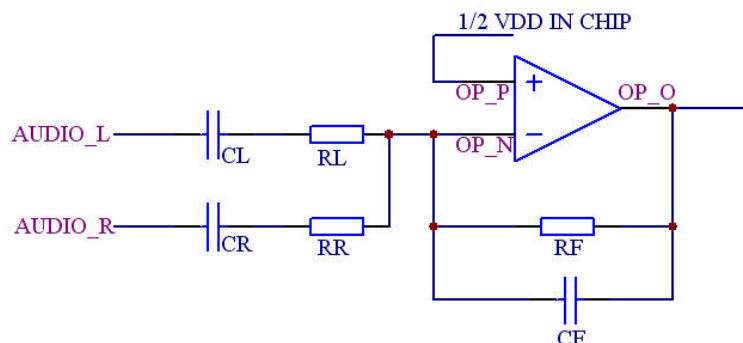 1/2 VDD IN CHIP
OP_P
OP_O
AUDIO_L
CL
RL
OP_N
AUDIO_R
CR
RR
RF
CF